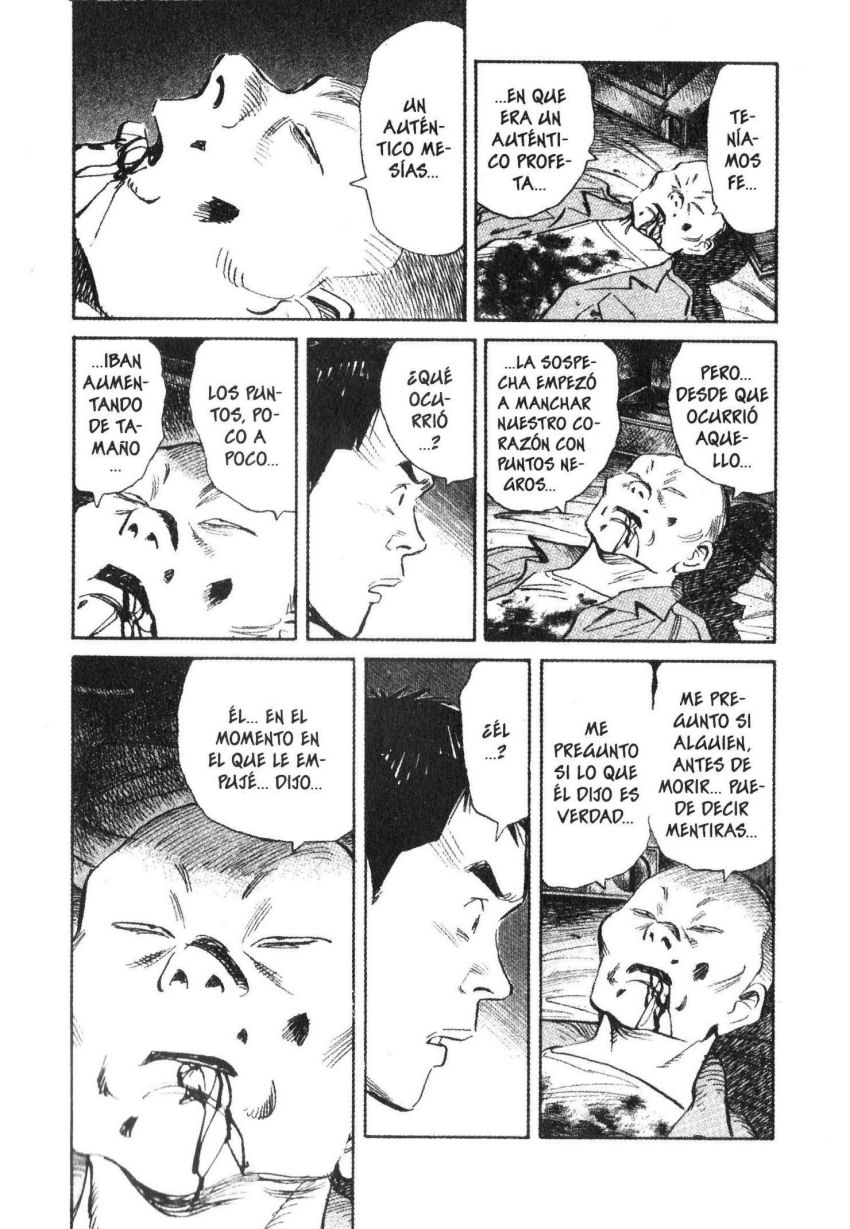 TE-
NÍA-
MOS
FE...
...EN QUE
ERA UN
AUTÉNTI-
CO PROFE-
TA...
UN
AUTÉN-
TICO ME-
SÍAS...
PERO...
DESDE QUE
OCURRIÓ
AQUE-
LLO...
...LA SOSPE-
CHA EMPEZÓ
A MANCHAR
NUESTRO CO-
RAZÓN CON
PUNTOS NE-
GROS...
¿QUÉ
OCU-
RRIÓ
...?
LOS PUN-
TOS, PO-
CO A
POCO...
...IBAN
AUMEN-
TANDO
DE TA-
MAÑO
...
ME PRE-
GUNTO SI
ALGUIEN,
ANTES DE
MORIR... PUE-
DE DECIR
MENTIRAS...
ME
PREGUNTO
SI LO QUE
ÉL DIJO ES
VERDAD...
¿ÉL
...?
ÉL... EN EL
MOMENTO EN
EL QUE LE EM-
PUJÉ... DIJO...